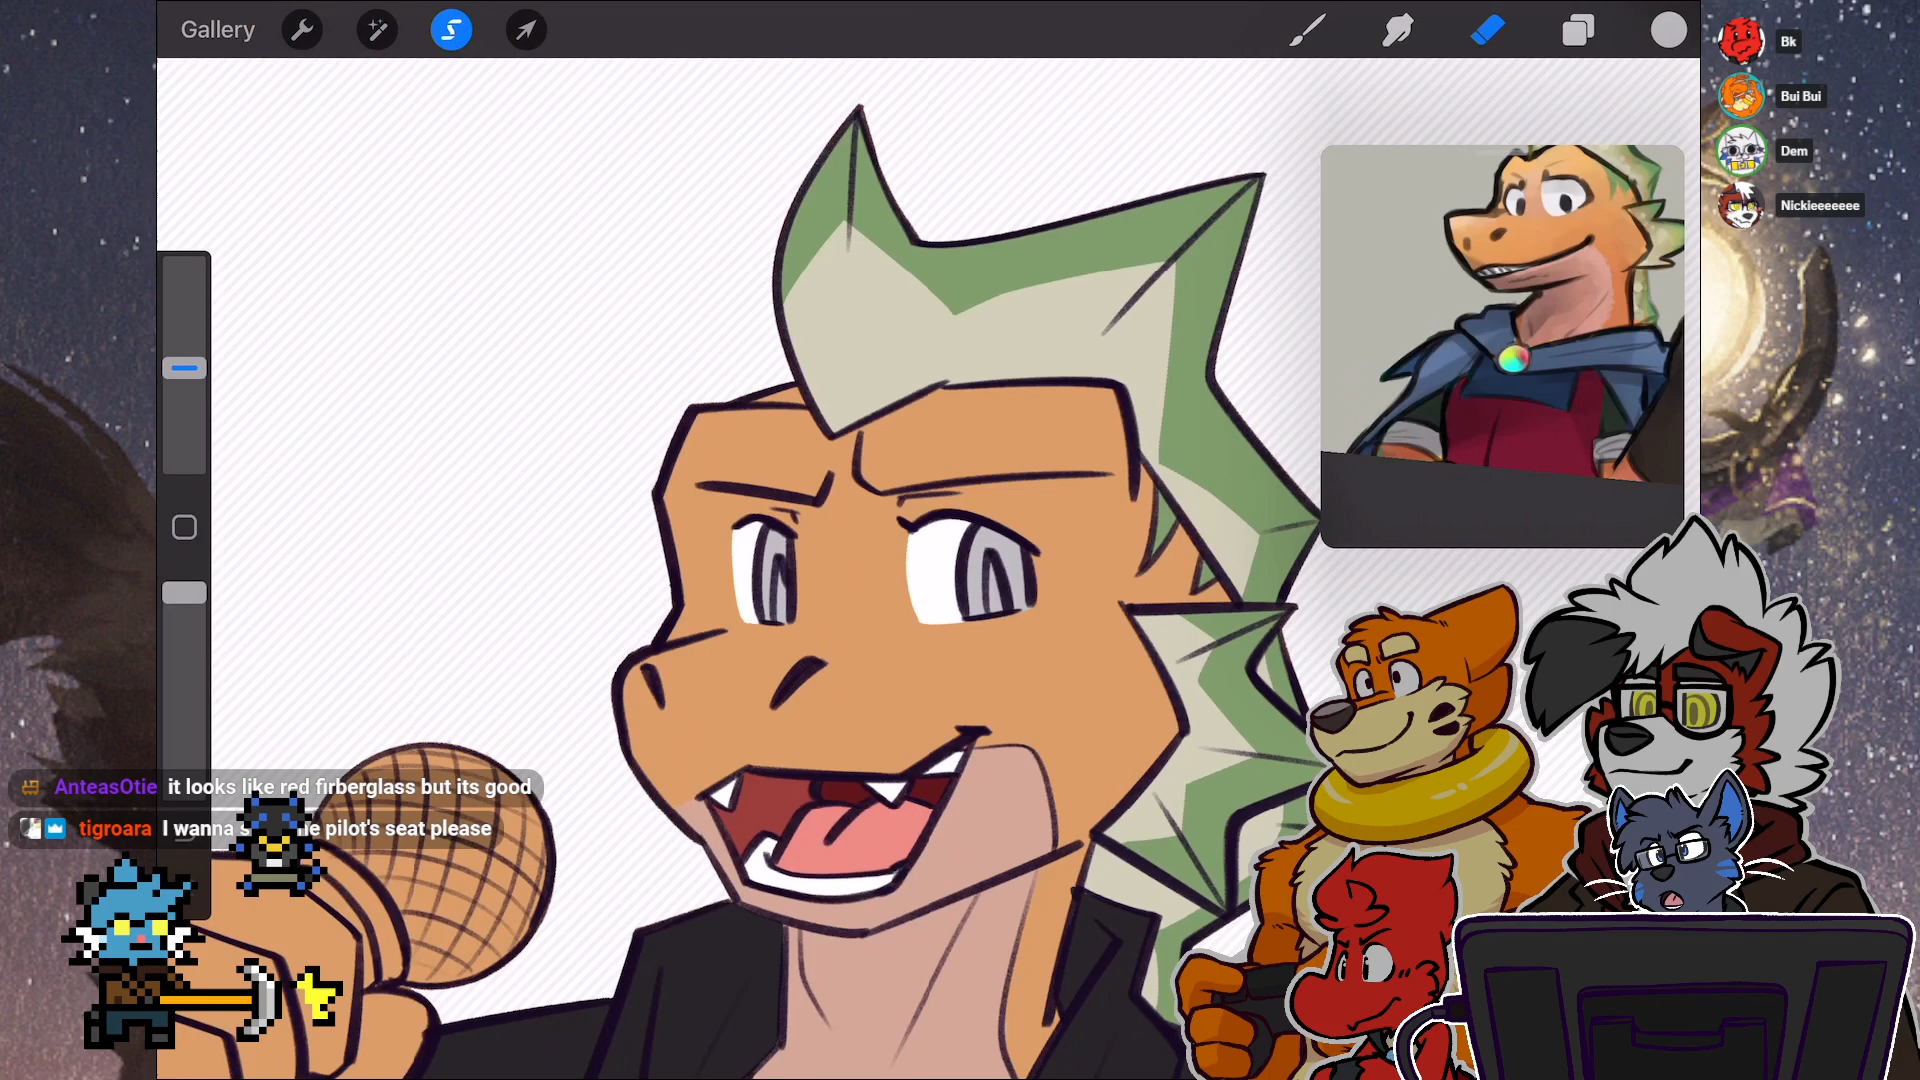 Gallery
Bk
Bui Bui
Dem
Nickieeeeeee
AnteasOtie it looks like red firberglass but its good
tigroara I wanna s e pilot's seat please